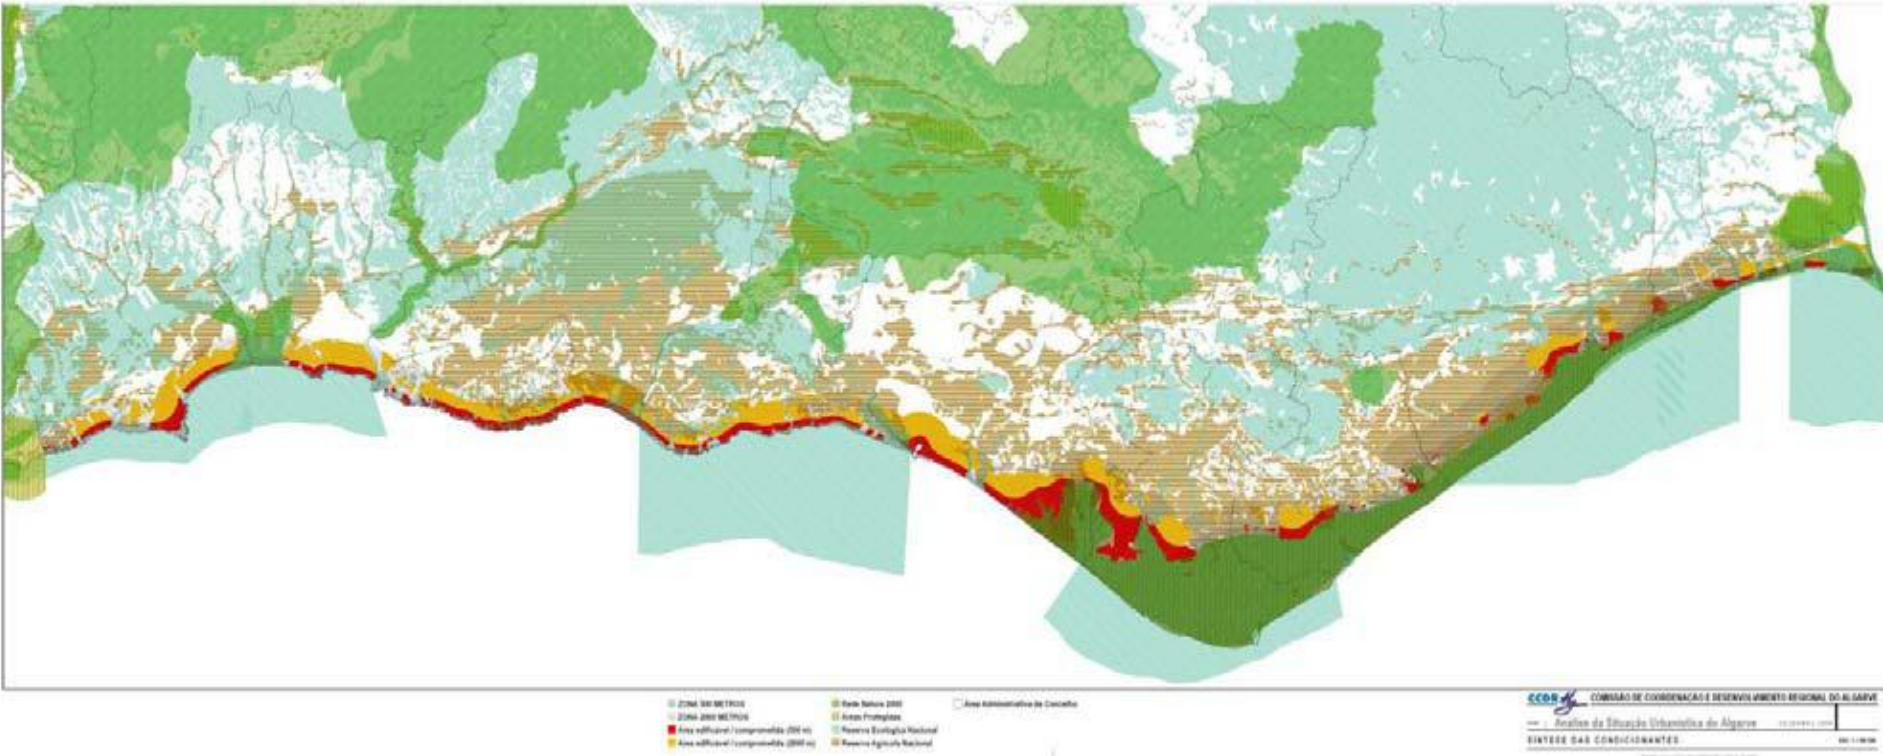 ZONA 500 METROS
ZONA 2000 METROS
Área edificável / comprometida (500 m)
Área edificável / comprometida (2000 m)
Rede Natura 2000
Áreas Protegidas
Reserva Ecológica Nacional
Reserva Agrícola Nacional
Área Administrativa do Concelho
CCDR
COMISSÃO DE COORDENAÇÃO E DESENVOLVIMENTO REGIONAL DO ALGARVE
Análise da Situação Urbanística do Algarve
SÍNTESE DAS CONDICIONANTES